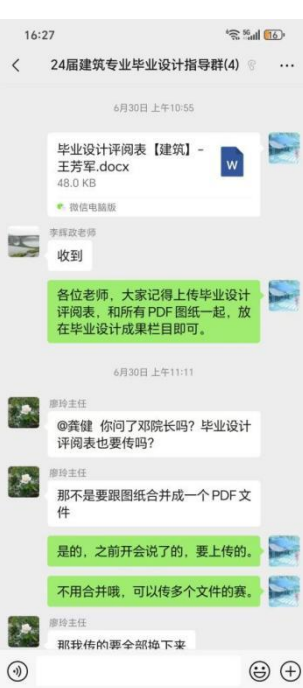 16:27
5G
16
24届建筑专业毕业设计指导群(4)
6月30日 上午10:55
毕业设计评阅表【建筑】-
王芳军.docx
48.0 KB
W
微信电脑版
李辉政老师
收到
各位老师，大家记得上传毕业设计
评阅表，和所有 PDF 图纸一起，放
在毕业设计成果栏目即可。
6月30日 上午11:11
廖玲主任
@龚健 你问了邓院长吗？毕业设计
评阅表也要传吗？
廖玲主任
那不是要跟图纸合并成一个 PDF 文
件
是的，之前开会说了的，要上传的。
不用合并哦，可以传多个文件的赛。
廖玲主任
那我传的要全部换下来